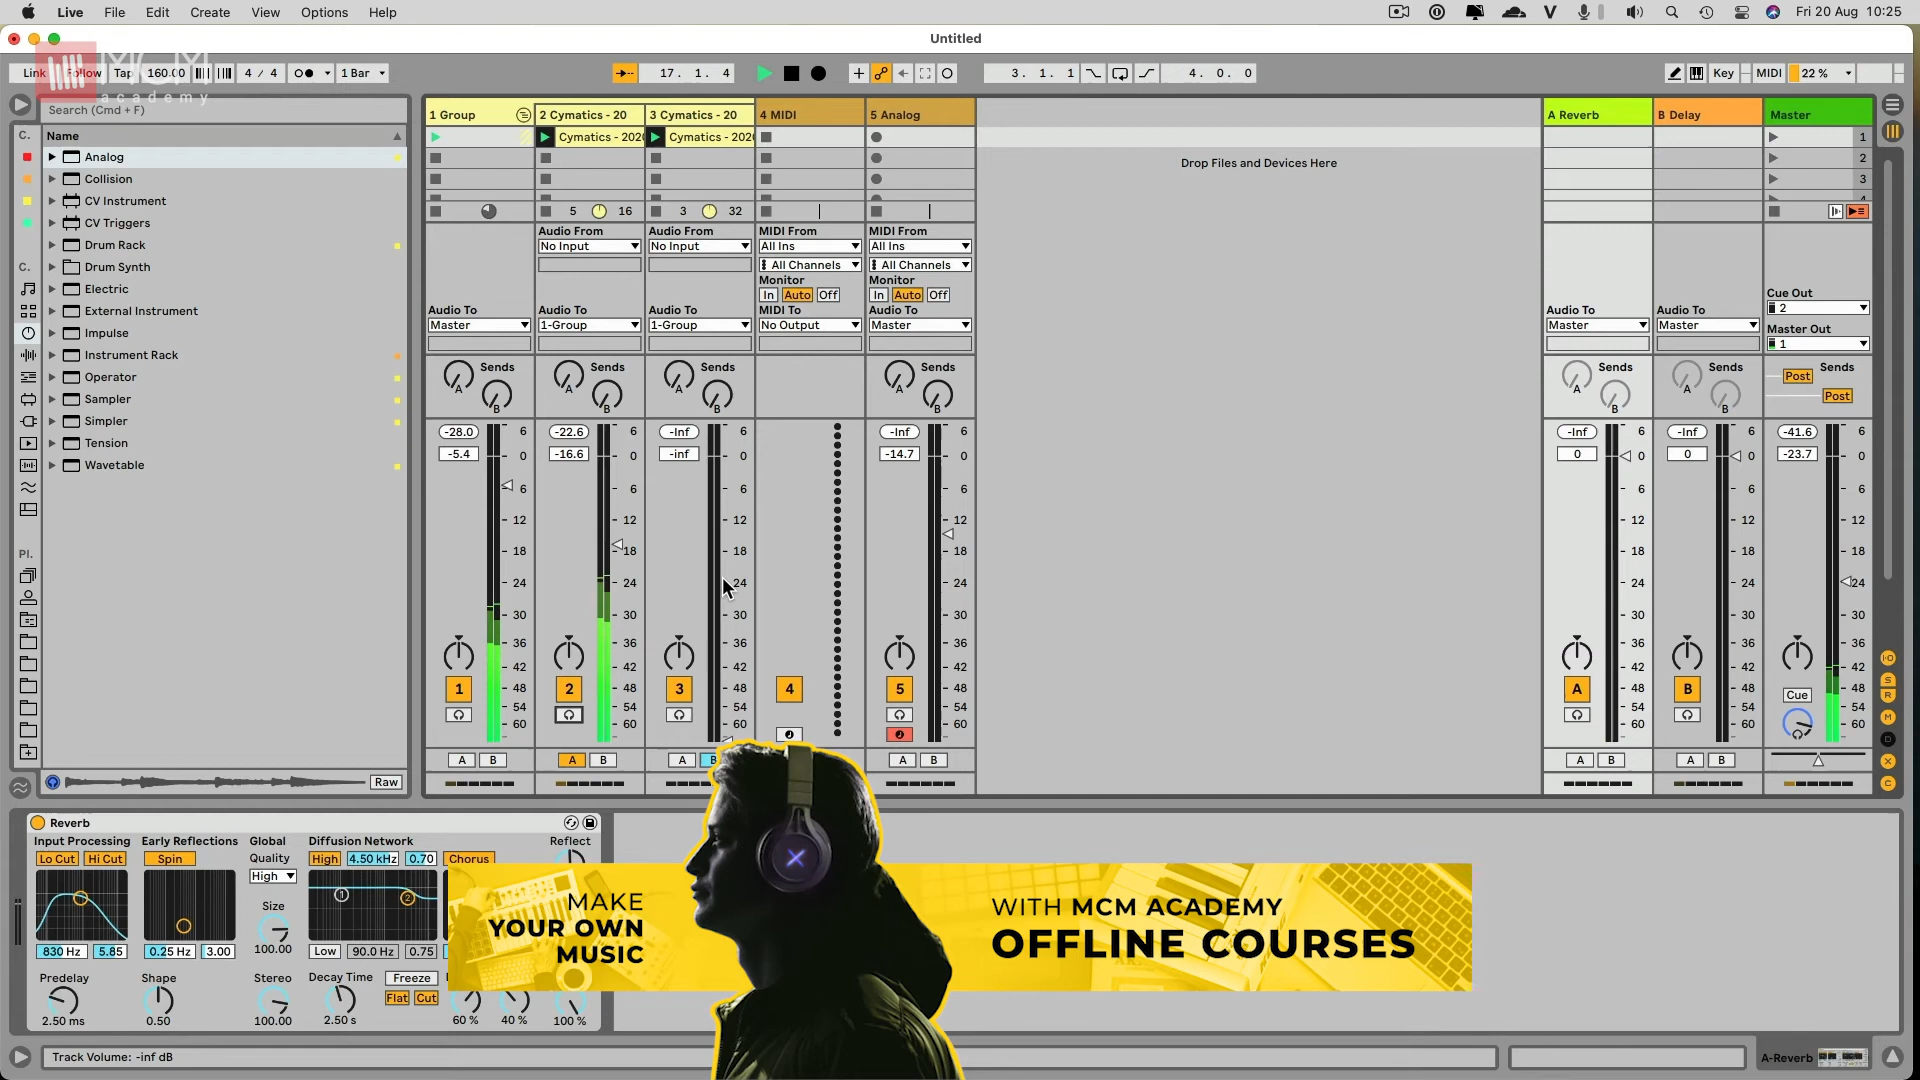 Live File Edit Create View Options Help
Fri 20 Aug 10:25
Untitled
MCM
academy
Link Follow Tap 160.00 4 / 4 1 Bar
17. 1. 4
3. 1. 1
4. 0. 0
Key MIDI 22 %
Search (Cmd + F)
C.
Name
Analog
Collision
CV Instrument
CV Triggers
Drum Rack
C.
Drum Synth
Electric
External Instrument
Impulse
Instrument Rack
Operator
Sampler
Simpler
Tension
Wavetable
Pl.
Raw
1 Group 2 Cymatics - 20 3 Cymatics - 20 4 MIDI 5 Analog
Cymatics - 202 Cymatics - 202
5 16 3 32
Drop Files and Devices Here
A Reverb B Delay Master
1
2
3
4
Audio From Audio From MIDI From MIDI From
No Input No Input All Ins All Ins
All Channels All Channels
Monitor Monitor
In Auto Off In Auto Off
Audio To Audio To Audio To MIDI To Audio To
Master 1-Group 1-Group No Output Master
Audio To Audio To
Master Master
Cue Out
2
Master Out
1
Sends Sends Sends Sends Sends Sends Sends
A B A B A B A B A B A B
Post
Post
-28.0 -22.6 -Inf -Inf -Inf -Inf -41.6
-5.4 -16.6 -inf -14.7 0 0 -23.7
6 6 6 6 6 6 6
0 0 0 0 0 0 0
6 6 6 6 6 6 6
12 12 12 12 12 12 12
18 18 18 18 18 18 18
24 24 24 24 24 24 24
30 30 30 30 30 30 30
36 36 36 36 36 36 36
42 42 42 42 42 42 42
48 48 48 48 48 48 48
54 54 54 54 54 54 54
60 60 60 60 60 60 60
1 2 3 4 5 A B
Cue
A B A B A B A B A B A B
I·O
S
R
M
D
X
C
Reverb
Input Processing Early Reflections Global Diffusion Network Reflect
Lo Cut Hi Cut Spin Quality High 4.50 kHz 0.70 Chorus
High
1 2
Size
100.00
830 Hz 5.85 0.25 Hz 3.00 Low 90.0 Hz 0.75
Predelay Shape Stereo Decay Time Freeze
Flat Cut
2.50 ms 0.50 100.00 2.50 s 60 % 40 % 100 %
MAKE
YOUR OWN
MUSIC
WITH MCM ACADEMY
OFFLINE COURSES
Track Volume: -inf dB
A-Reverb